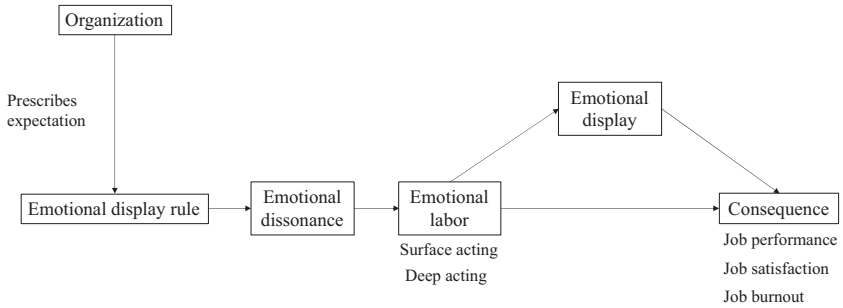 Organization
Prescribes
expectation
Emotional
display
Emotional display rule
Emotional
dissonance
Emotional
labor
Consequence
Surface acting
Deep acting
Job performance
Job satisfaction
Job burnout